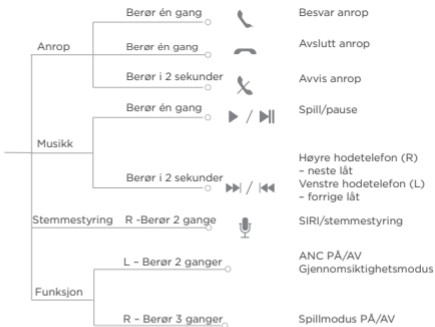 Berør en gang Besvar anrop
Anrop Berør én gang Avslutt anrop
Berør i 2 sekunder Avvis anrop
Berør én gang Spill/pause
Musikk
Berør i 2 sekunder Høyre hodetelefon (R)
– neste låt
Venstre hodetelefon (L)
– forrige låt
Stemmestyring R -Berør 2 gange SIRI/stemmestyring
L – Berør 2 ganger ANC PÅ/AV
Gjennomsiktighetsmodus
Funksjon
R – Berør 3 ganger Spillmodus PÅ/AV